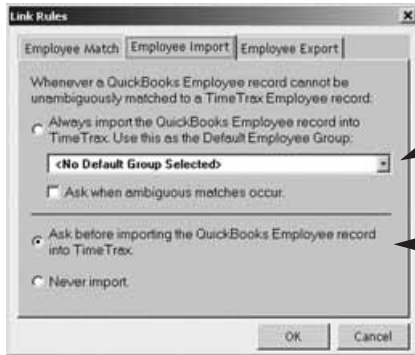 Link Rules
Employee Match Employee Import Employee Export
Whenever a QuickBooks Employee record cannot be
unambiguously matched to a TimeTrax Employee record:
Always import the QuickBooks Employee record into
TimeTrax. Use this as the Default Employee Group:
<No Default Group Selected>
Ask when ambiguous matches occur.
Ask before importing the QuickBooks Employee record
into TimeTrax.
Never import.
OK Cancel